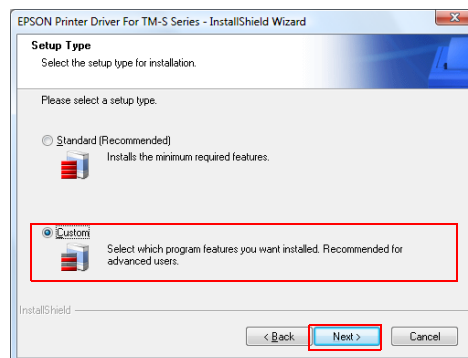 EPSON Printer Driver For TM-S Series - InstallShield Wizard
Setup Type
Select the setup type for installation.
Please select a setup type.
Standard (Recommended)
Installs the minimum required features.
Custom
Select which program features you want installed. Recommended for
advanced users.
InstallShield
< Back
Next >
Cancel